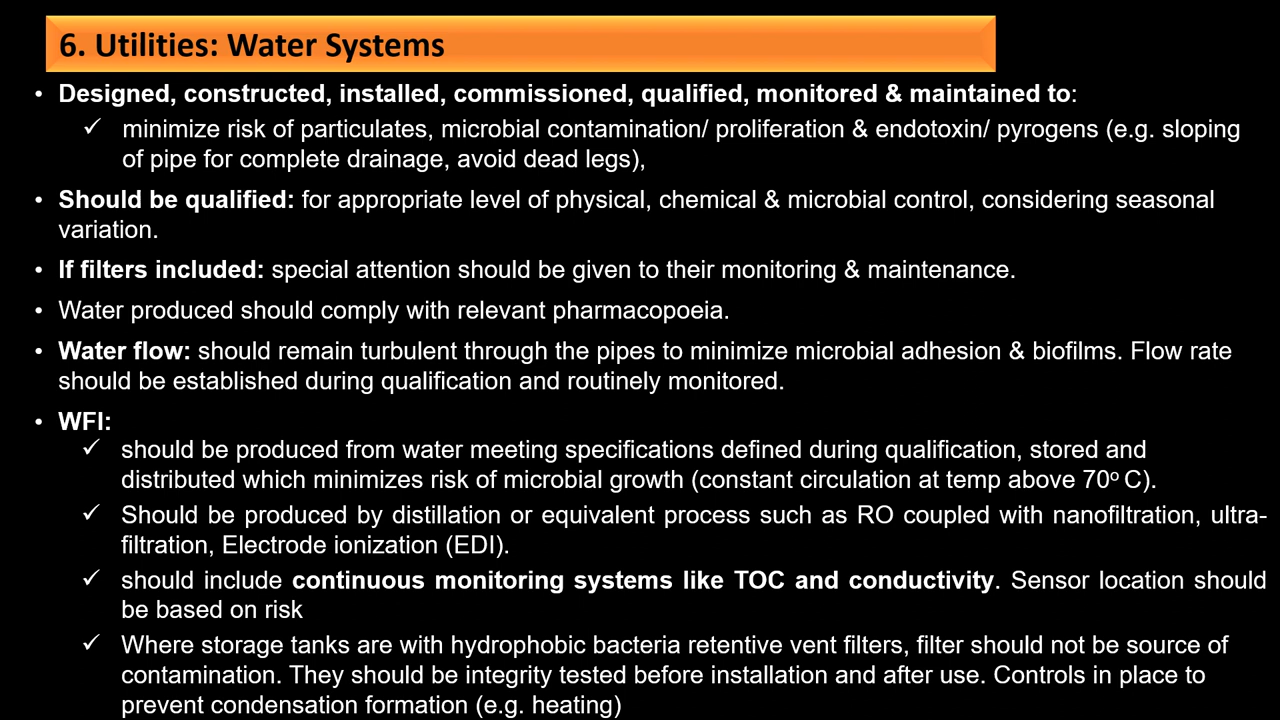 6. Utilities: Water Systems
• Designed, constructed, installed, commissioned, qualified, monitored & maintained to:
✓ minimize risk of particulates, microbial contamination/ proliferation & endotoxin/ pyrogens (e.g. sloping
of pipe for complete drainage, avoid dead legs),
• Should be qualified: for appropriate level of physical, chemical & microbial control, considering seasonal
variation.
• If filters included: special attention should be given to their monitoring & maintenance.
• Water produced should comply with relevant pharmacopoeia.
• Water flow: should remain turbulent through the pipes to minimize microbial adhesion & biofilms. Flow rate
should be established during qualification and routinely monitored.
• WFI:
✓ should be produced from water meeting specifications defined during qualification, stored and
distributed which minimizes risk of microbial growth (constant circulation at temp above 70º C).
✓ Should be produced by distillation or equivalent process such as RO coupled with nanofiltration, ultra-
filtration, Electrode ionization (EDI).
✓ should include continuous monitoring systems like TOC and conductivity. Sensor location should
be based on risk
✓ Where storage tanks are with hydrophobic bacteria retentive vent filters, filter should not be source of
contamination. They should be integrity tested before installation and after use. Controls in place to
prevent condensation formation (e.g. heating)